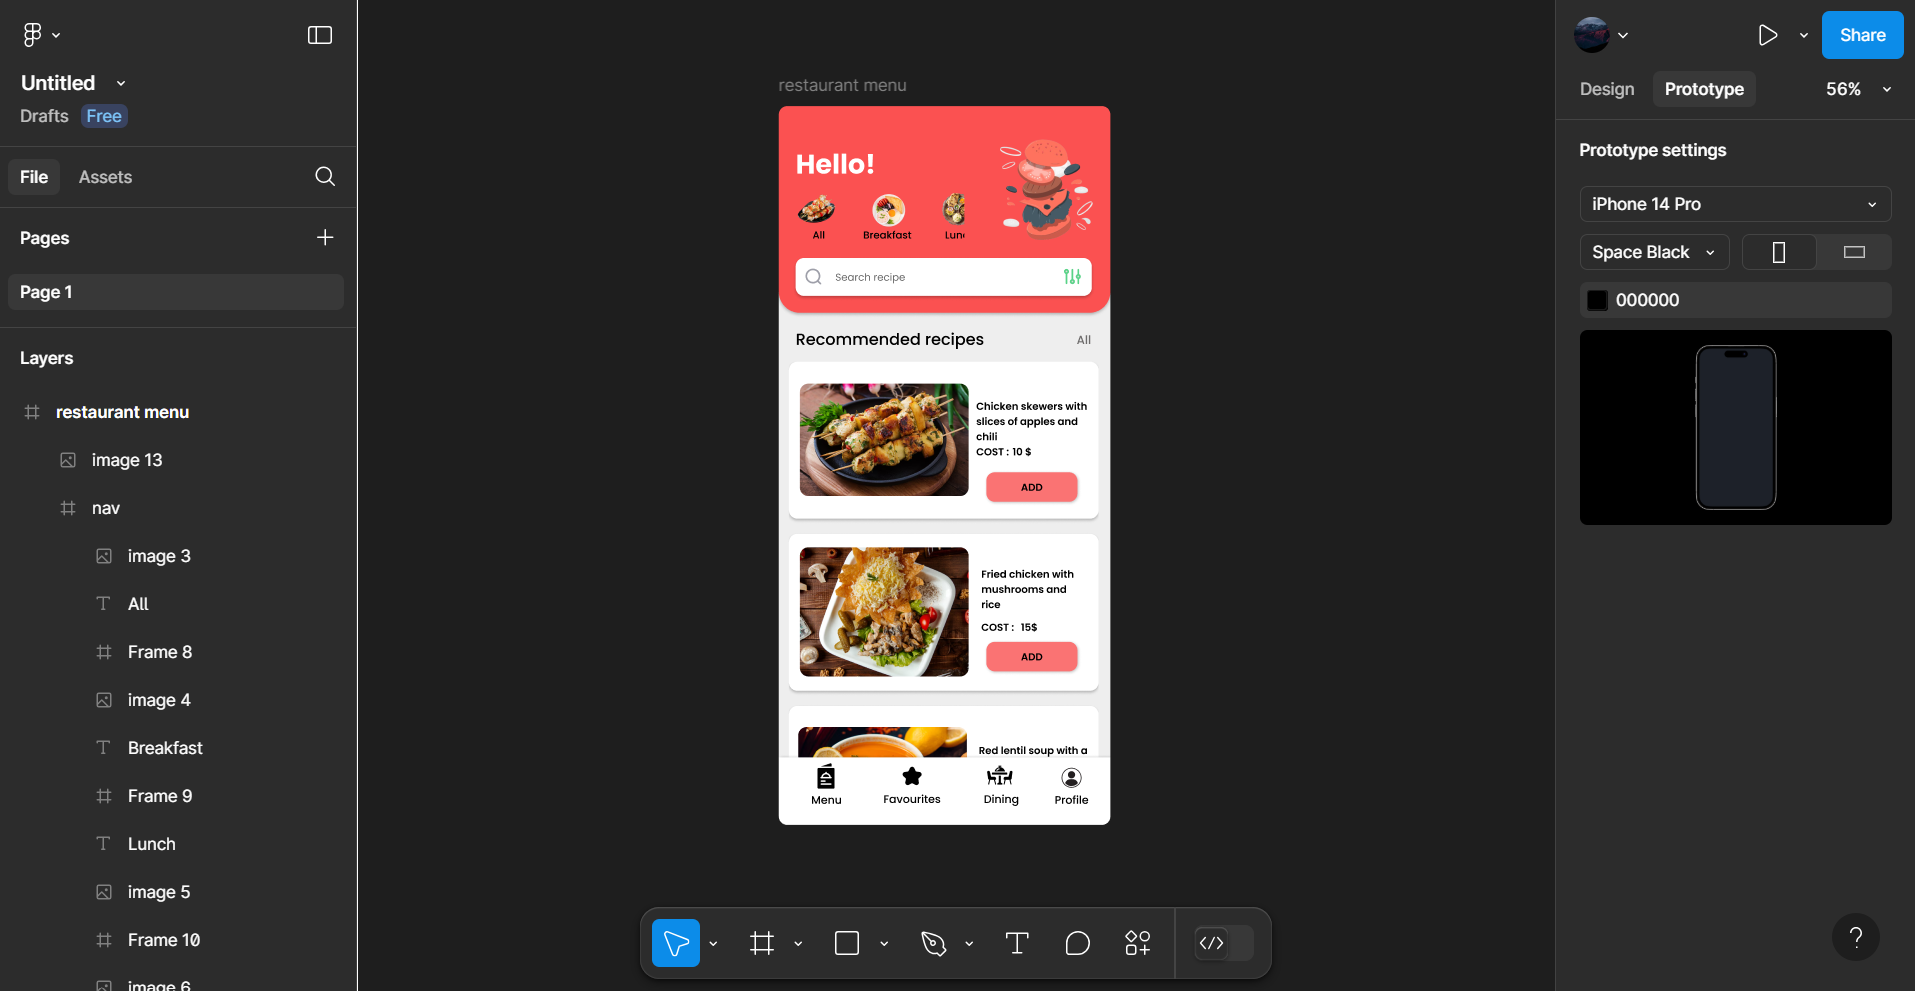 Untitled
Drafts Free
File Assets
Pages
Page 1
Layers
restaurant menu
image 13
nav
image 3
All
Frame 8
image 4
Breakfast
Frame 9
Lunch
image 5
Frame 10
image 6
restaurant menu
Hello!
All Breakfast Lunc
Search recipe
Recommended recipes All
Chicken skewers with
slices of apples and
chili
COST : 10 $
ADD
Fried chicken with
mushrooms and
rice
COST : 15$
ADD
Red lentil soup with a
Menu Favourites Dining Profile
Share
Design Prototype 56%
Prototype settings
iPhone 14 Pro
Space Black
000000
?